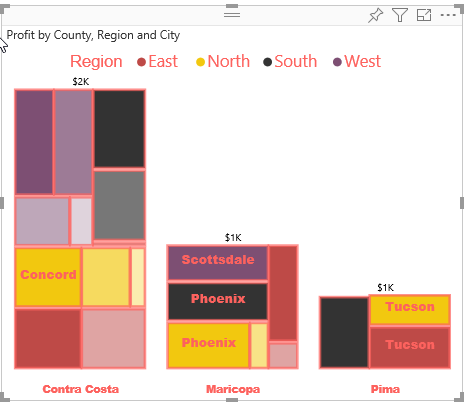 Profit by County, Region and City
Region East North South West
$2K
Concord
Contra Costa
$1K
Scottsdale
Phoenix
Phoenix
Maricopa
$1K
Tucson
Tucson
Pima